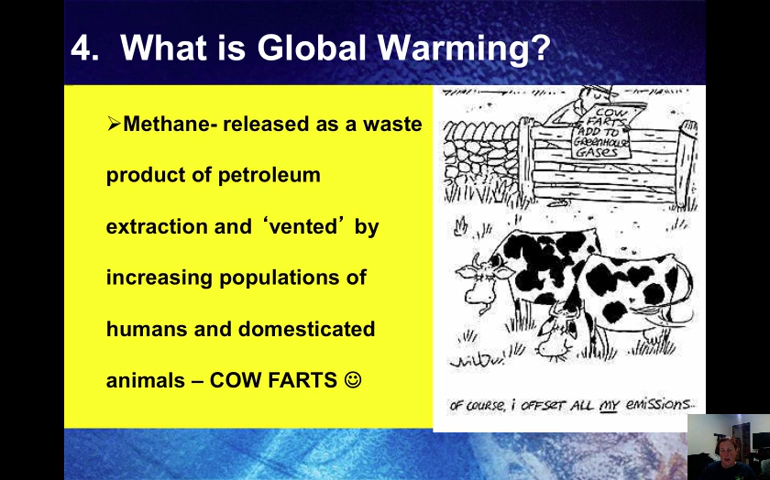 4. What is Global Warming?
➢Methane- released as a waste
product of petroleum
extraction and ‘vented’ by
increasing populations of
humans and domesticated
animals – COW FARTS ☺
COW
FARTS
ADD TO
GREENHOUSE
GASES
OF COURSE, i OFFSET ALL MY EMISSIONS..